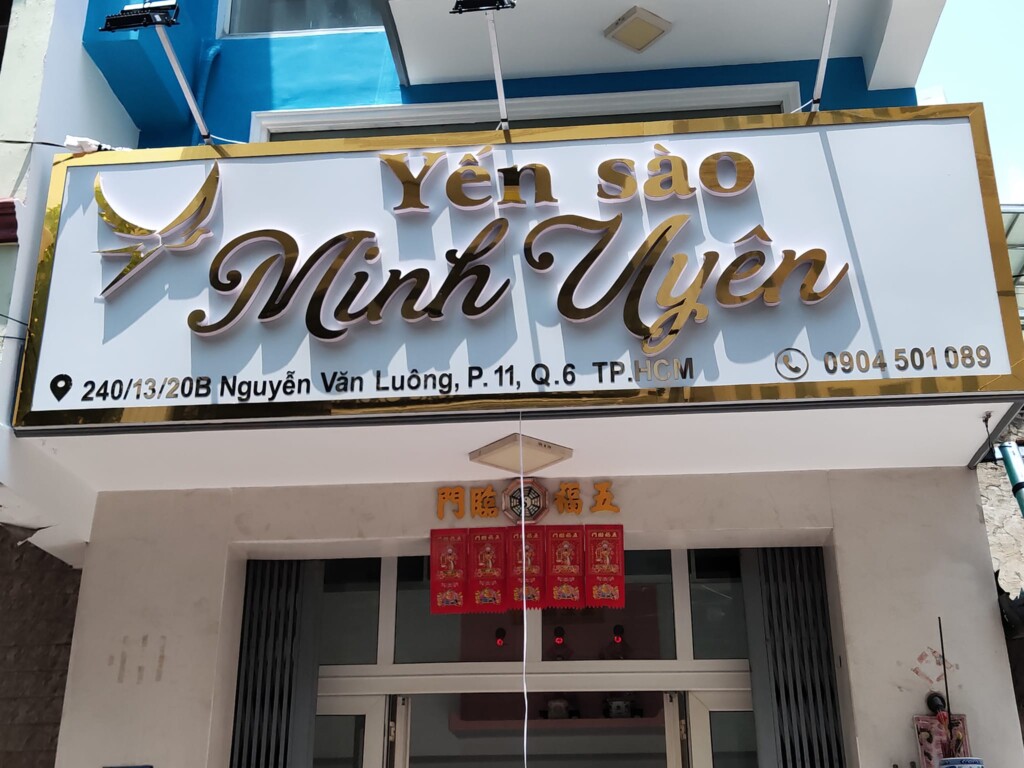 Yến sào
Minh Uyên
240/13/20B Nguyễn Văn Luông, P. 11, Q.6 TP.HCM
0904 501 089
門臨福五